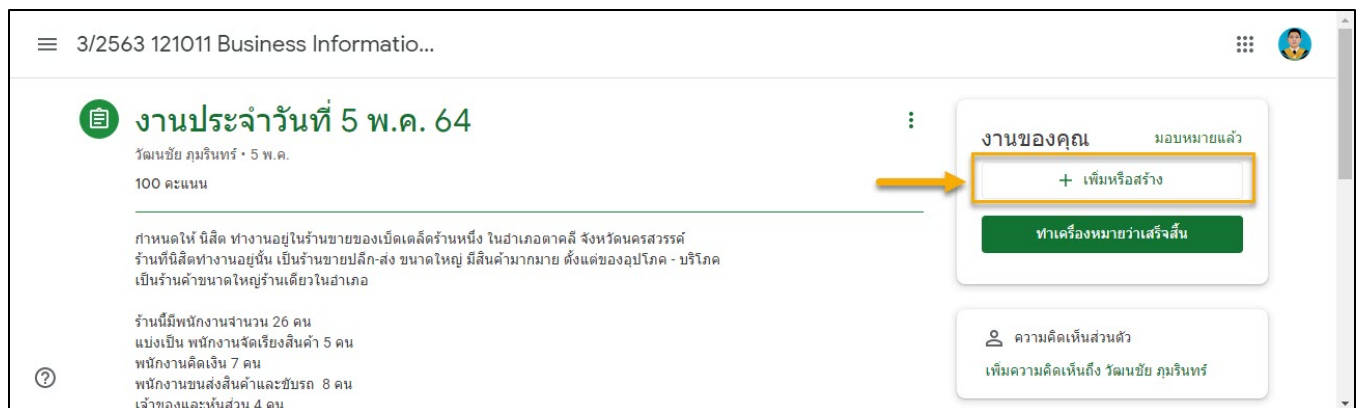 3/2563 121011 Business Informatio...
งานประจำวันที่ 5 พ.ค. 64
วัฒนชัย ภุมรินทร์ • 5 พ.ค.
100 คะแนน
กำหนดให้ นิสิต ทำงานอยู่ในร้านขายของเบ็ดเตล็ดร้านหนึ่ง ในอำเภอตาคลี จังหวัดนครสวรรค์
ร้านที่นิสิตทำงานอยู่นั้น เป็นร้านขายปลีก-ส่ง ขนาดใหญ่ มีสินค้ามากมาย ตั้งแต่ของอุปโภค - บริโภค
เป็นร้านค้าขนาดใหญ่ร้านเดียวในอำเภอ
ร้านนี้มีพนักงานจำนวน 26 คน
แบ่งเป็น พนักงานจัดเรียงสินค้า 5 คน
พนักงานคิดเงิน 7 คน
พนักงานขนส่งสินค้าและขับรถ 8 คน
เจ้าของและหุ้นส่วน 4 คน
งานของคุณ มอบหมายแล้ว
+ เพิ่มหรือสร้าง
ทำเครื่องหมายว่าเสร็จสิ้น
ความคิดเห็นส่วนตัว
เพิ่มความคิดเห็นถึง วัฒนชัย ภุมรินทร์